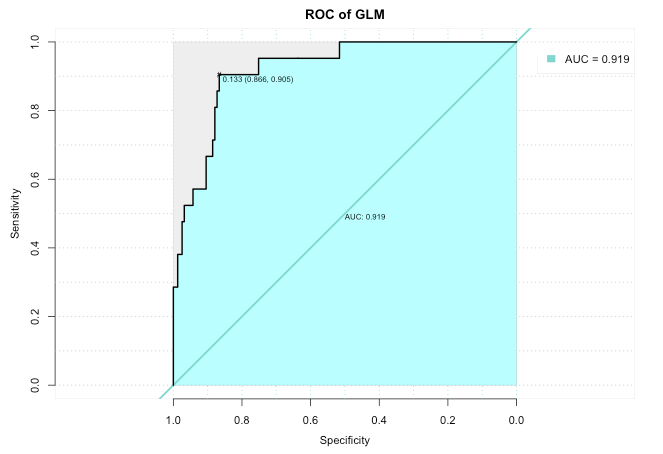 ROC of GLM
AUC = 0.919
0.133 (0.866, 0.905)
AUC: 0.919
Sensitivity
1.0
0.8
0.6
0.4
0.2
0.0
1.0 0.8 0.6 0.4 0.2 0.0
Specificity